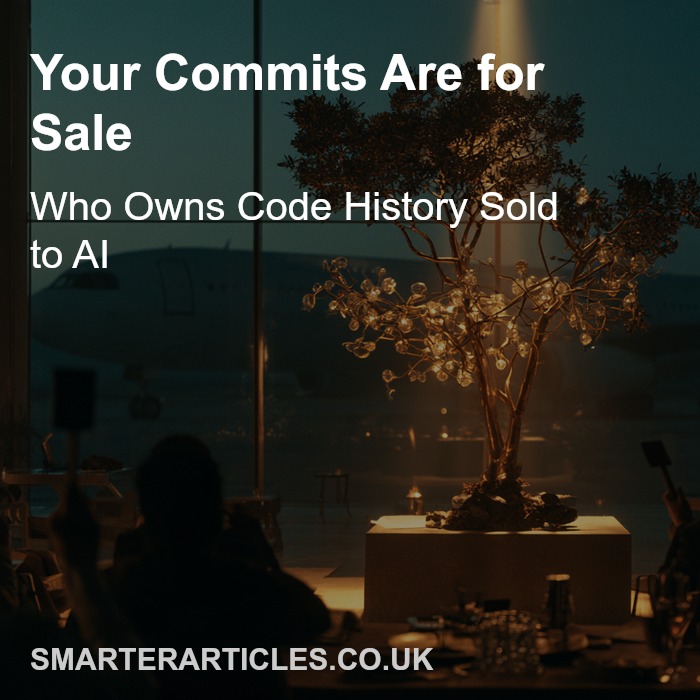 Your Commits Are for
Sale
Who Owns Code History Sold
to AI
SMARTERARTICLES.CO.UK